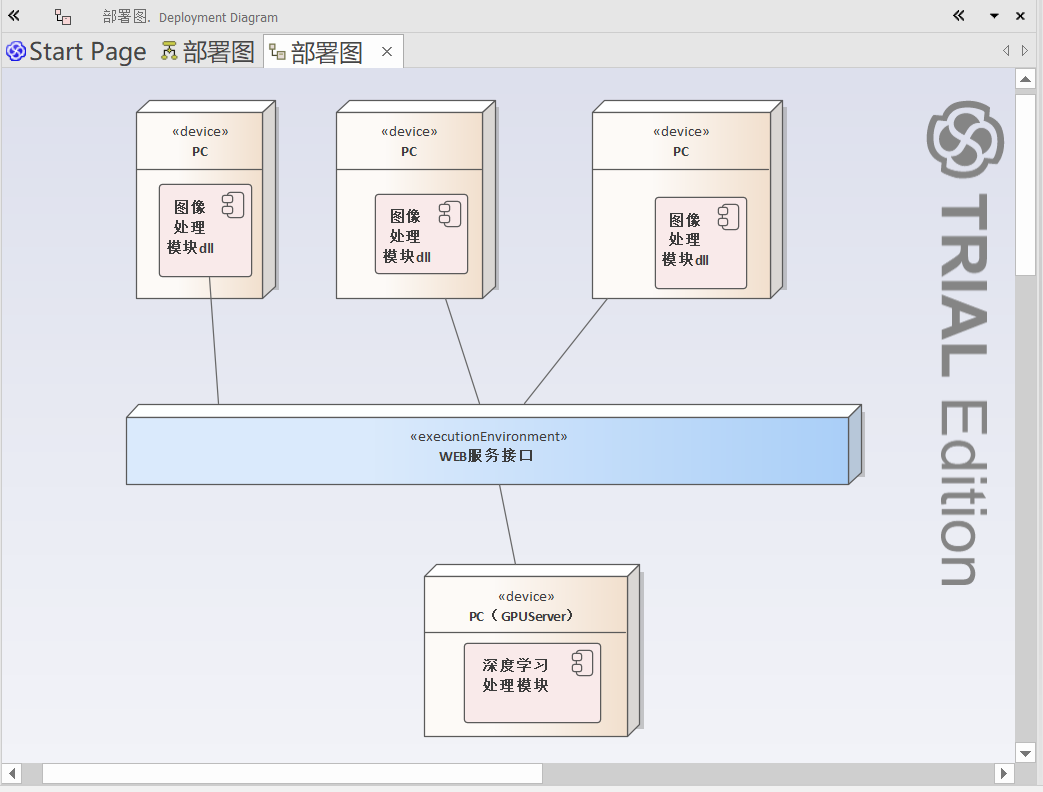 部署图. Deployment Diagram
Start Page 部署图 部署图
«device»
PC
图像
处理
模块dll
«device»
PC
图像
处理
模块dll
«device»
PC
图像
处理
模块dll
«executionEnvironment»
WEB服务接口
«device»
PC（GPUServer）
深度学习
处理模块
TRIAL Edition